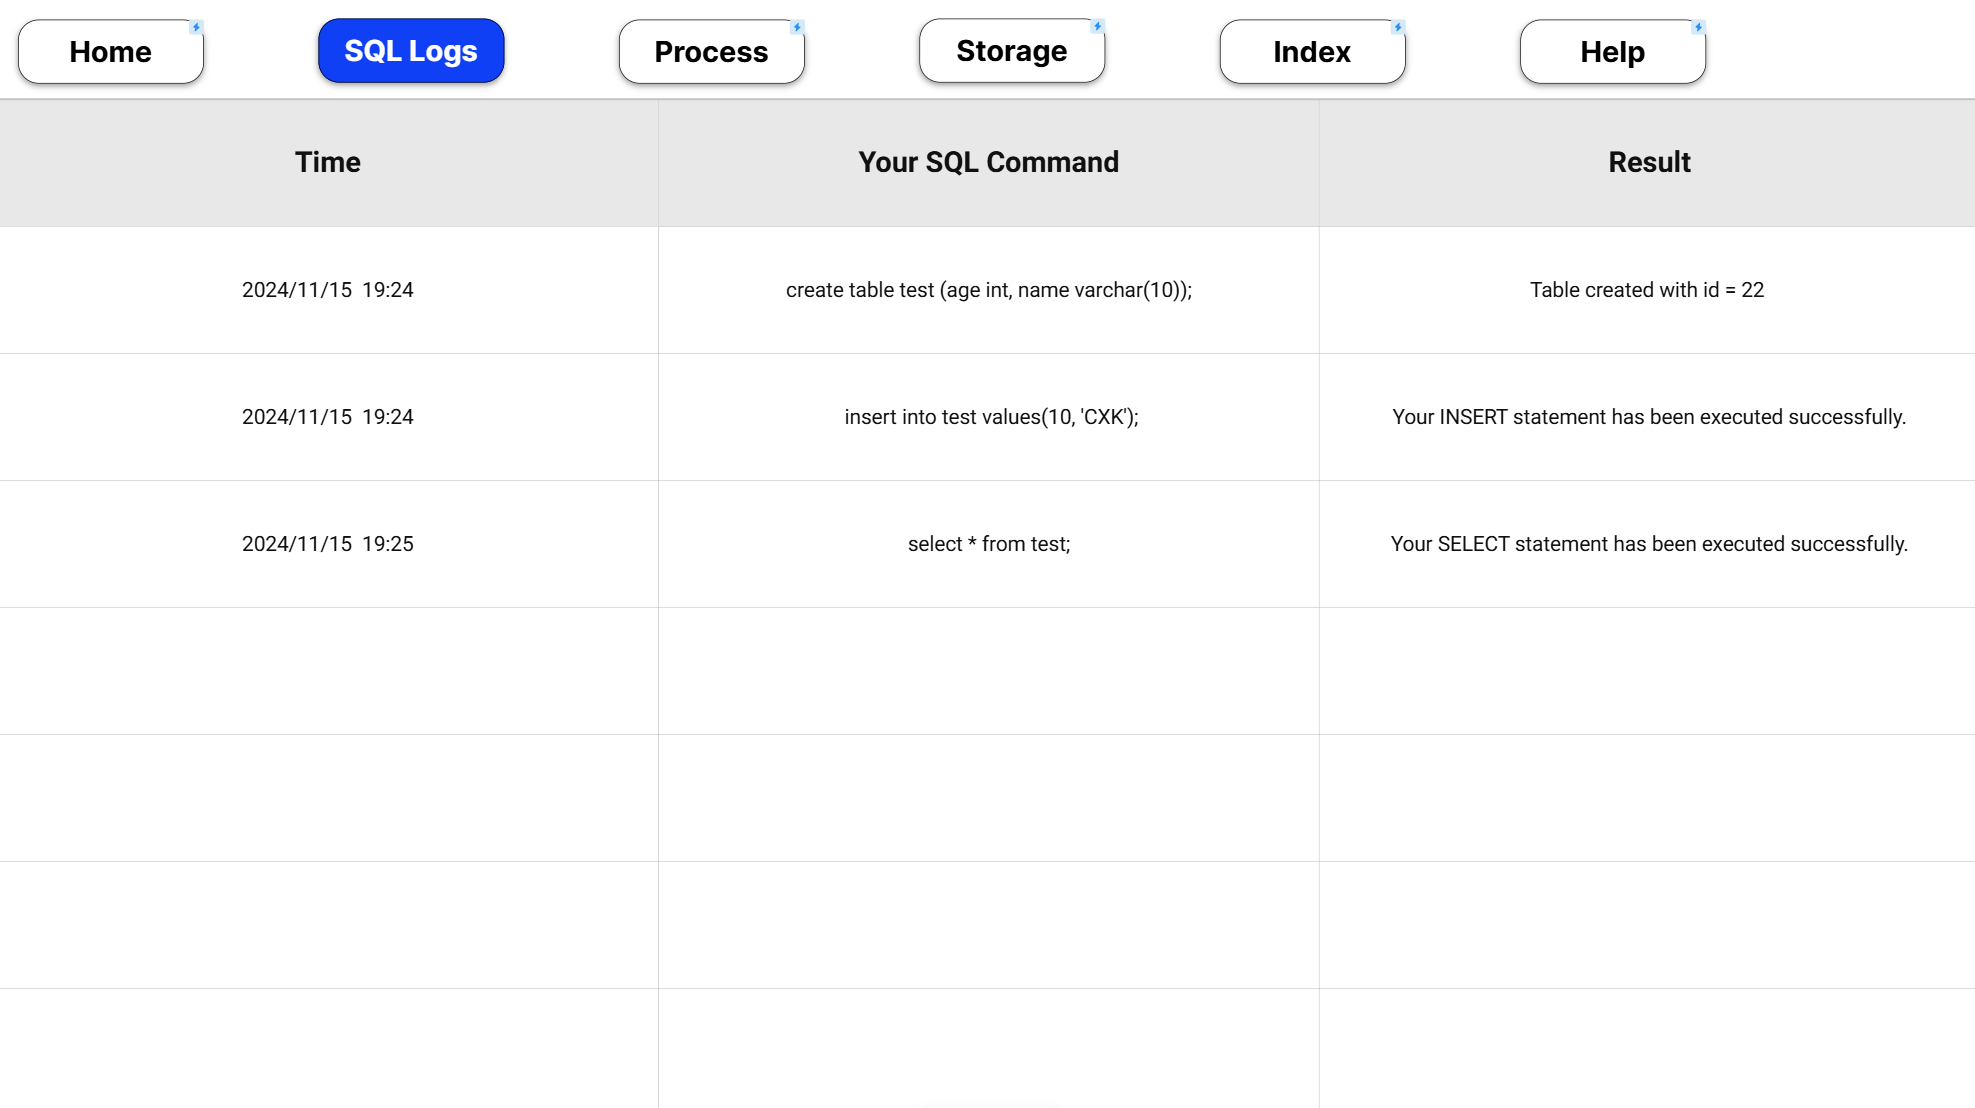 Home SQL Logs Process Storage Index Help
Time Your SQL Command Result
2024/11/15 19:24 create table test (age int, name varchar(10)); Table created with id = 22
2024/11/15 19:24 insert into test values(10, 'CXK'); Your INSERT statement has been executed successfully.
2024/11/15 19:25 select * from test; Your SELECT statement has been executed successfully.